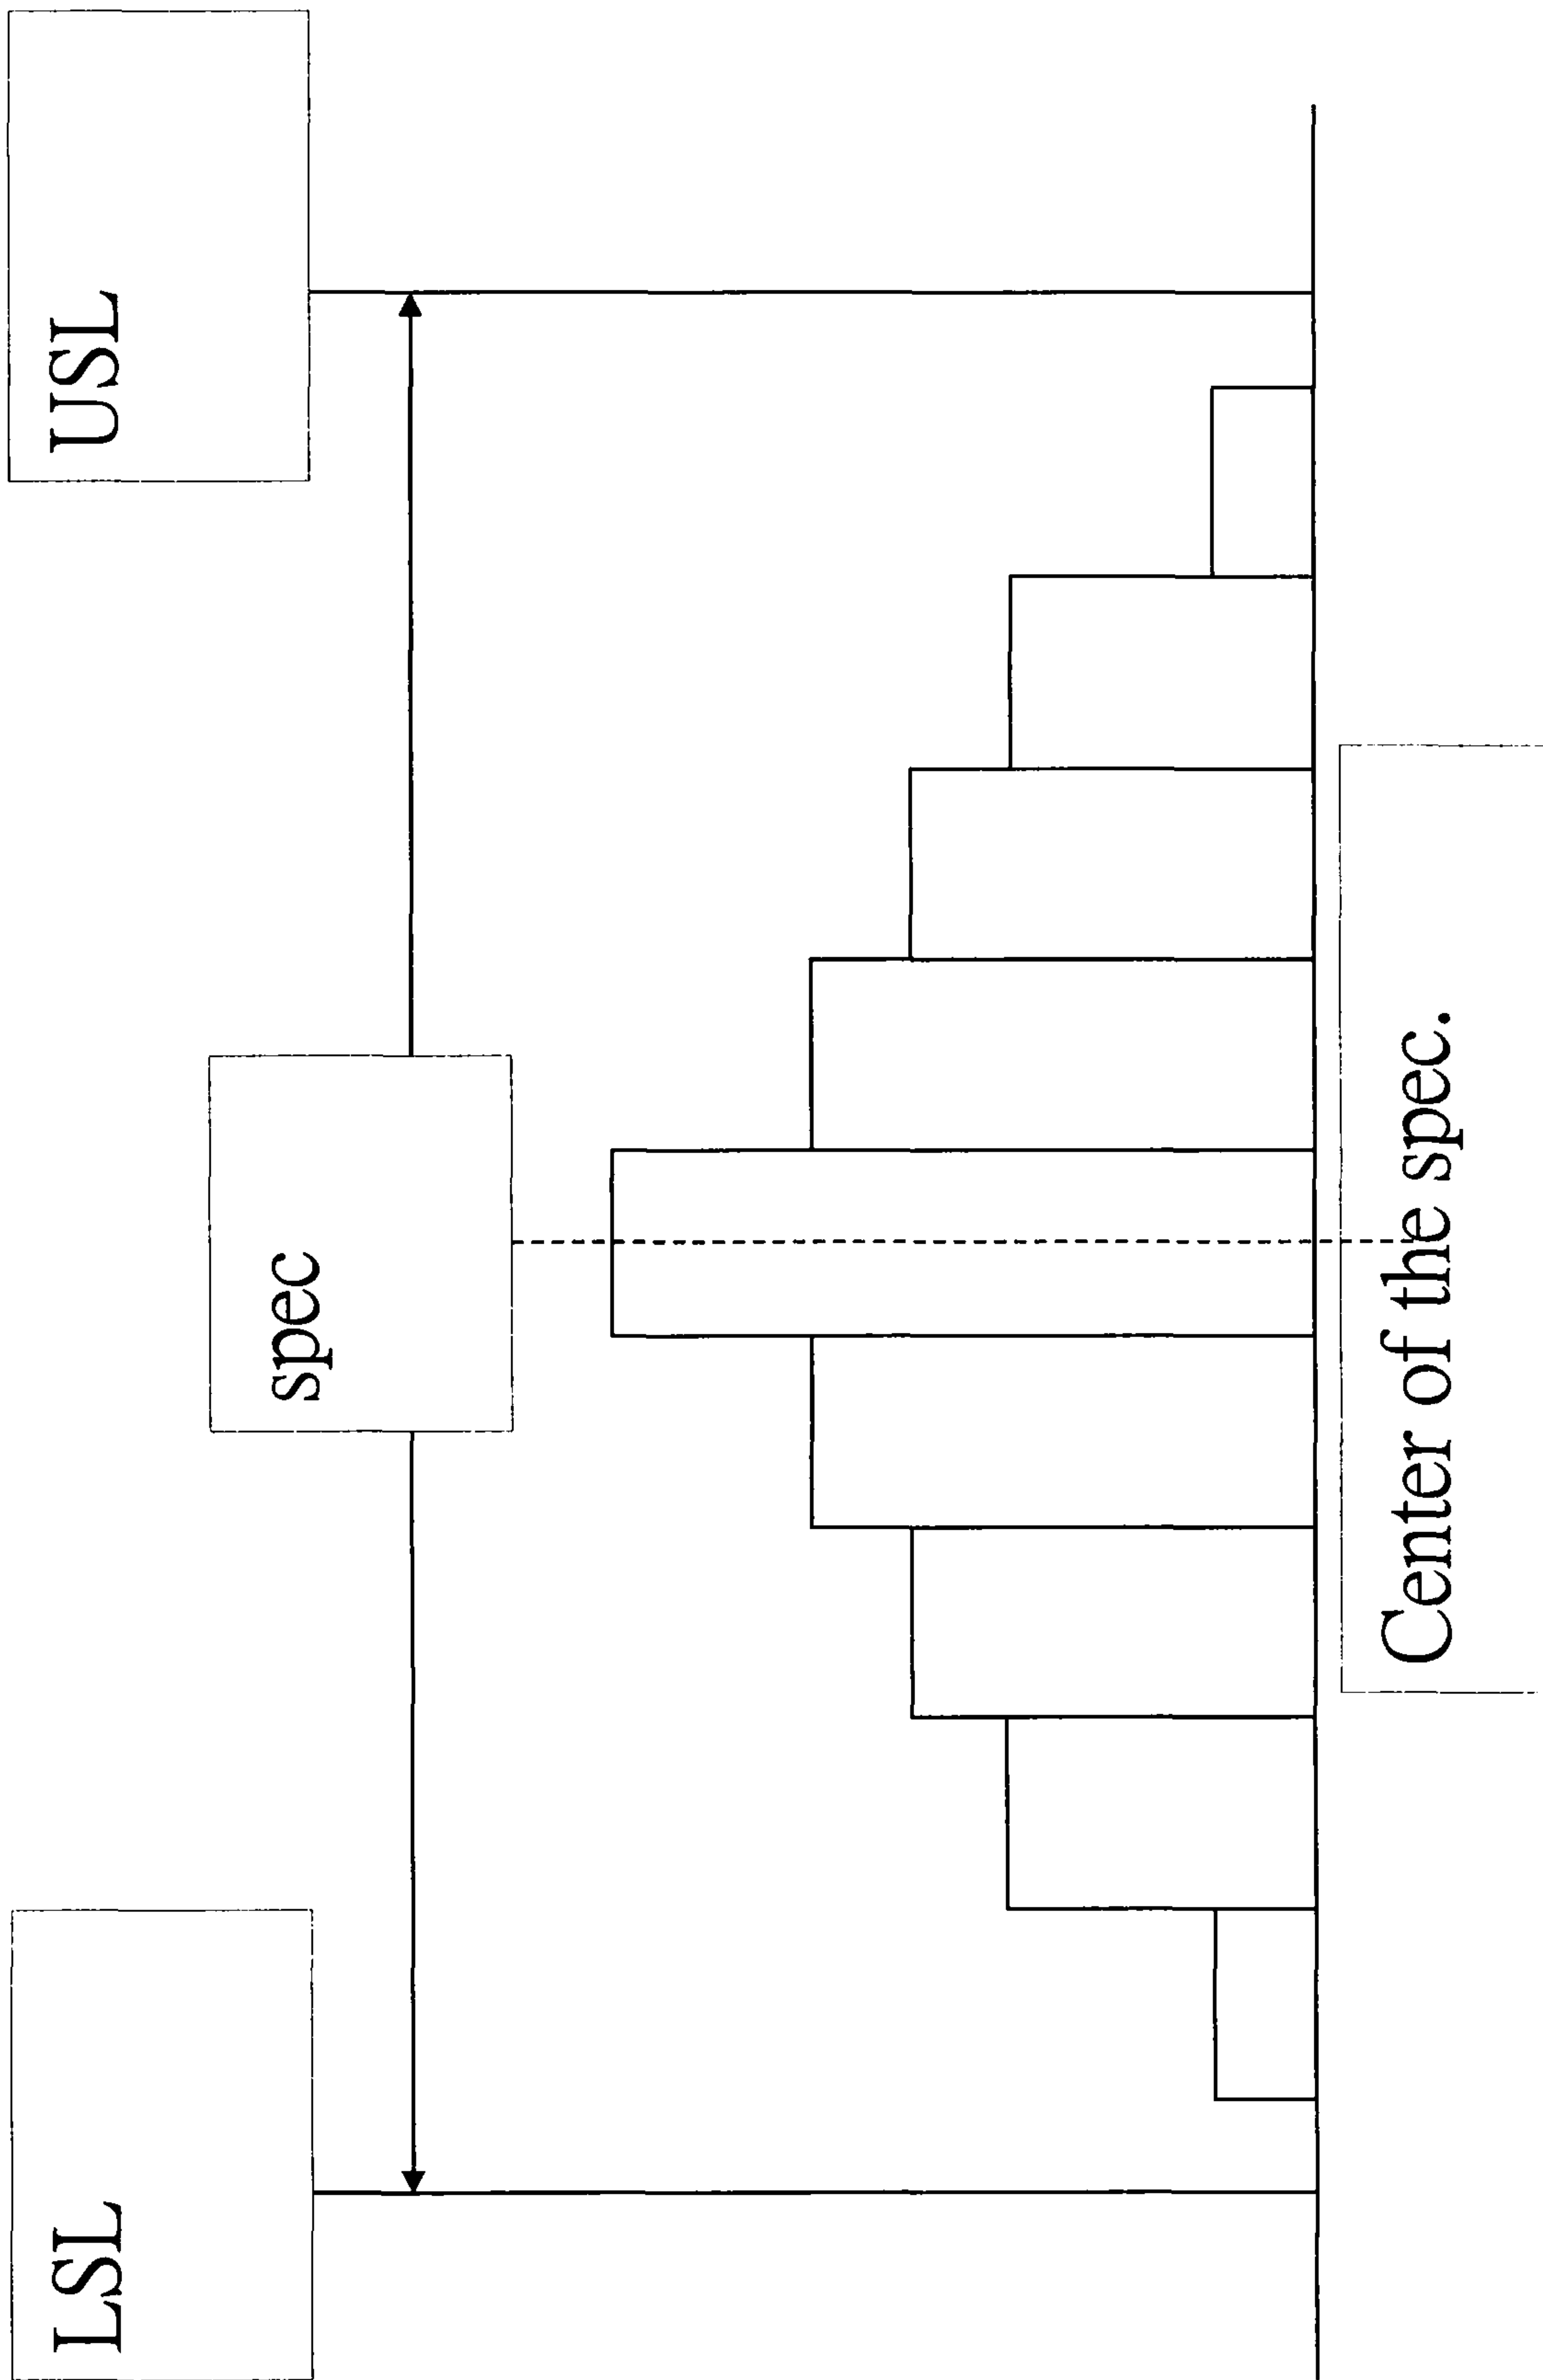 LSL
USL
spec
Center of the spec.